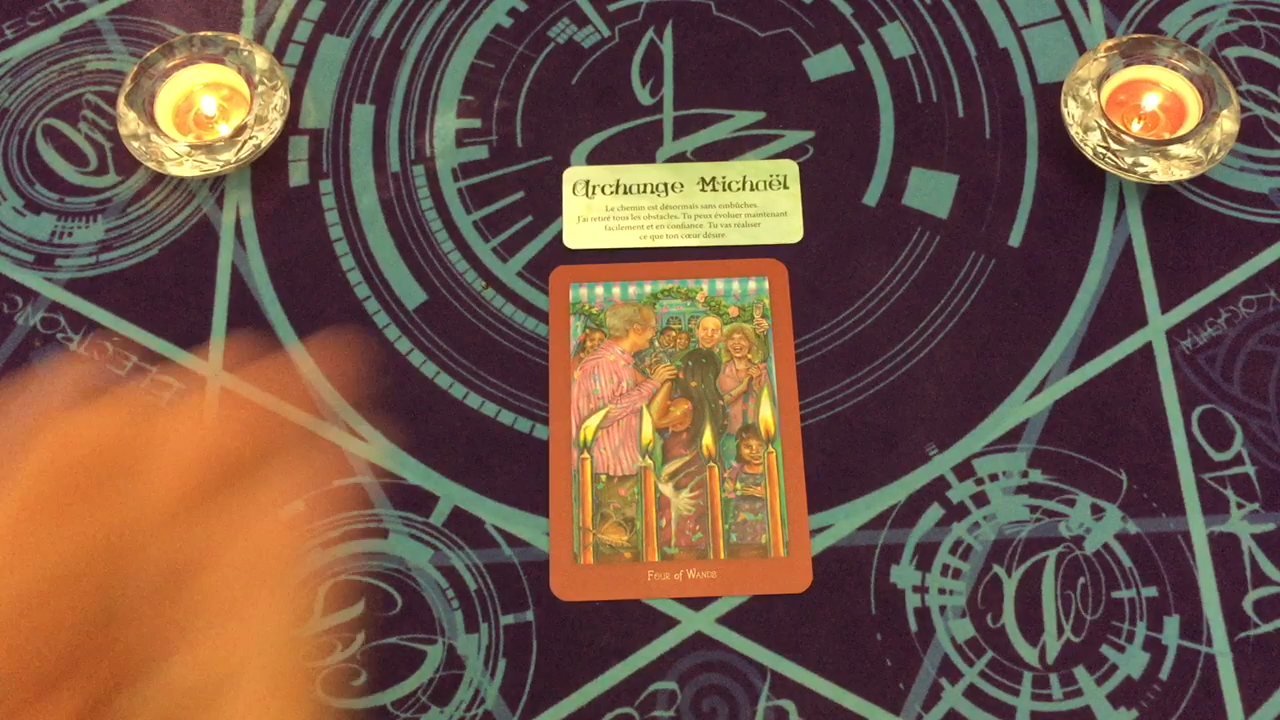 Archange Michaël
Le chemin est désormais sans embûches.
J'ai retiré tous les obstacles. Tu peux évoluer maintenant
facilement et en confiance. Tu vas réaliser
ce que ton cœur désire.
ELECTRONIC
Four of Wands